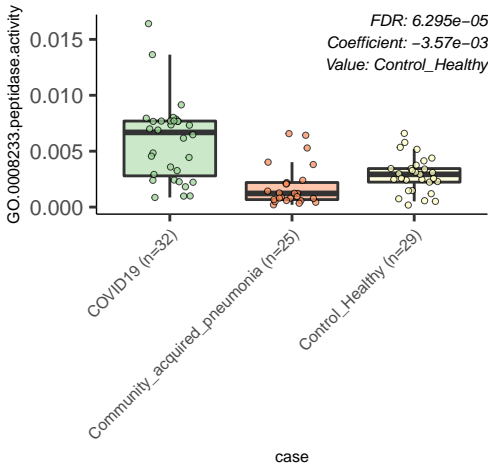 FDR: 6.295e−05
Coefficient: −3.57e−03
Value: Control_Healthy
GO.0008233.peptidase.activity
0.015
0.010
0.005
0.000
COVID19 (n=32)
Community_acquired_pneumonia (n=25)
Control_Healthy (n=29)
case